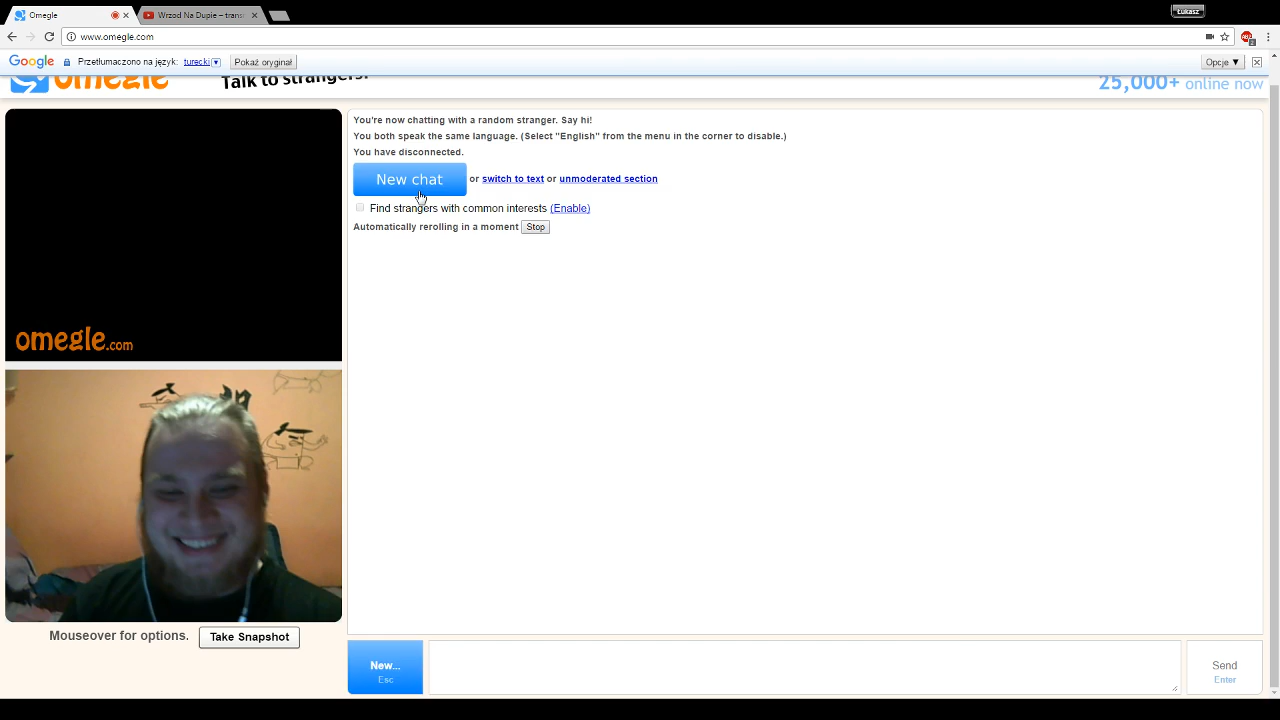 Omegle
Wrzod Na Dupie – trans
Łukasz
www.omegle.com
Google Przetłumaczono na język: turecki Pokaż oryginał Opcje ▼
omegle Talk to strangers! 25,000+ online now
You're now chatting with a random stranger. Say hi!
You both speak the same language. (Select "English" from the menu in the corner to disable.)
You have disconnected.
New chat or switch to text or unmoderated section
Find strangers with common interests (Enable)
Automatically rerolling in a moment Stop
omegle.com
Mouseover for options. Take Snapshot
New... Send
Esc Enter